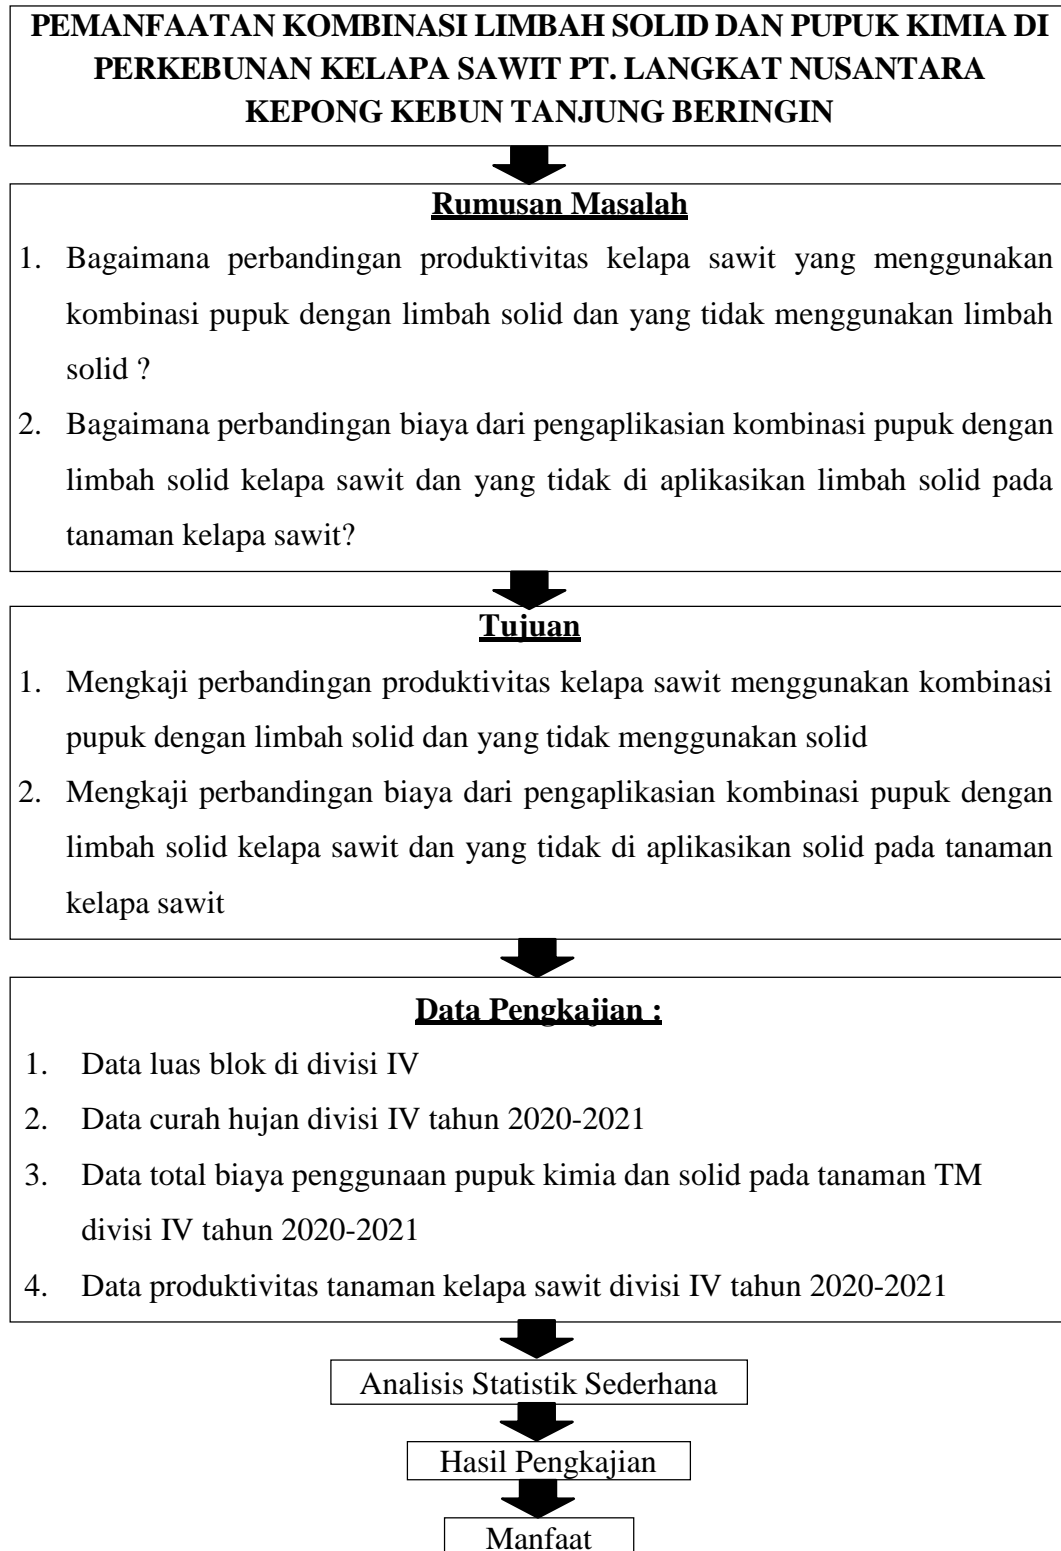 PEMANFAATAN KOMBINASI LIMBAH SOLID DAN PUPUK KIMIA DI
PERKEBUNAN KELAPA SAWIT PT. LANGKAT NUSANTARA
KEPONG KEBUN TANJUNG BERINGIN
Rumusan Masalah
1. Bagaimana perbandingan produktivitas kelapa sawit yang menggunakan
kombinasi pupuk dengan limbah solid dan yang tidak menggunakan limbah
solid ?
2. Bagaimana perbandingan biaya dari pengaplikasian kombinasi pupuk dengan
limbah solid kelapa sawit dan yang tidak di aplikasikan limbah solid pada
tanaman kelapa sawit?
Tujuan
1. Mengkaji perbandingan produktivitas kelapa sawit menggunakan kombinasi
pupuk dengan limbah solid dan yang tidak menggunakan solid
2. Mengkaji perbandingan biaya dari pengaplikasian kombinasi pupuk dengan
limbah solid kelapa sawit dan yang tidak di aplikasikan solid pada tanaman
kelapa sawit
Data Pengkajian :
1. Data luas blok di divisi IV
2. Data curah hujan divisi IV tahun 2020-2021
3. Data total biaya penggunaan pupuk kimia dan solid pada tanaman TM
divisi IV tahun 2020-2021
4. Data produktivitas tanaman kelapa sawit divisi IV tahun 2020-2021
Analisis Statistik Sederhana
Hasil Pengkajian
Manfaat